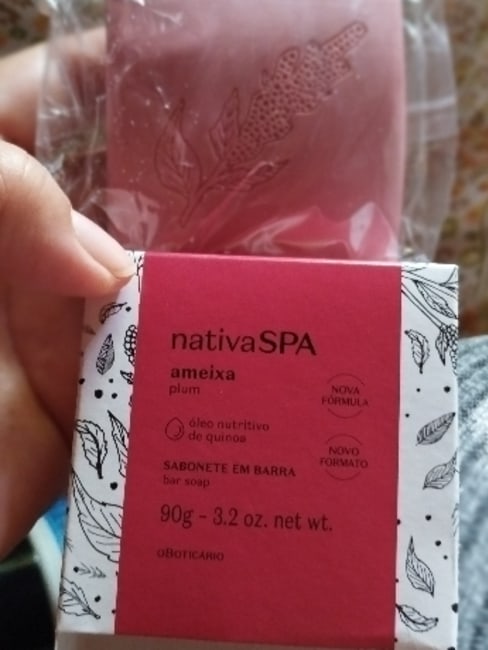 nativaSPA
ameixa
plum
NOVA
FÓRMULA
óleo nutritivo
de quinoa
NOVO
FORMATO
SABONETE EM BARRA
bar soap
90g - 3.2 oz. net wt.
oBOTICÁRIO